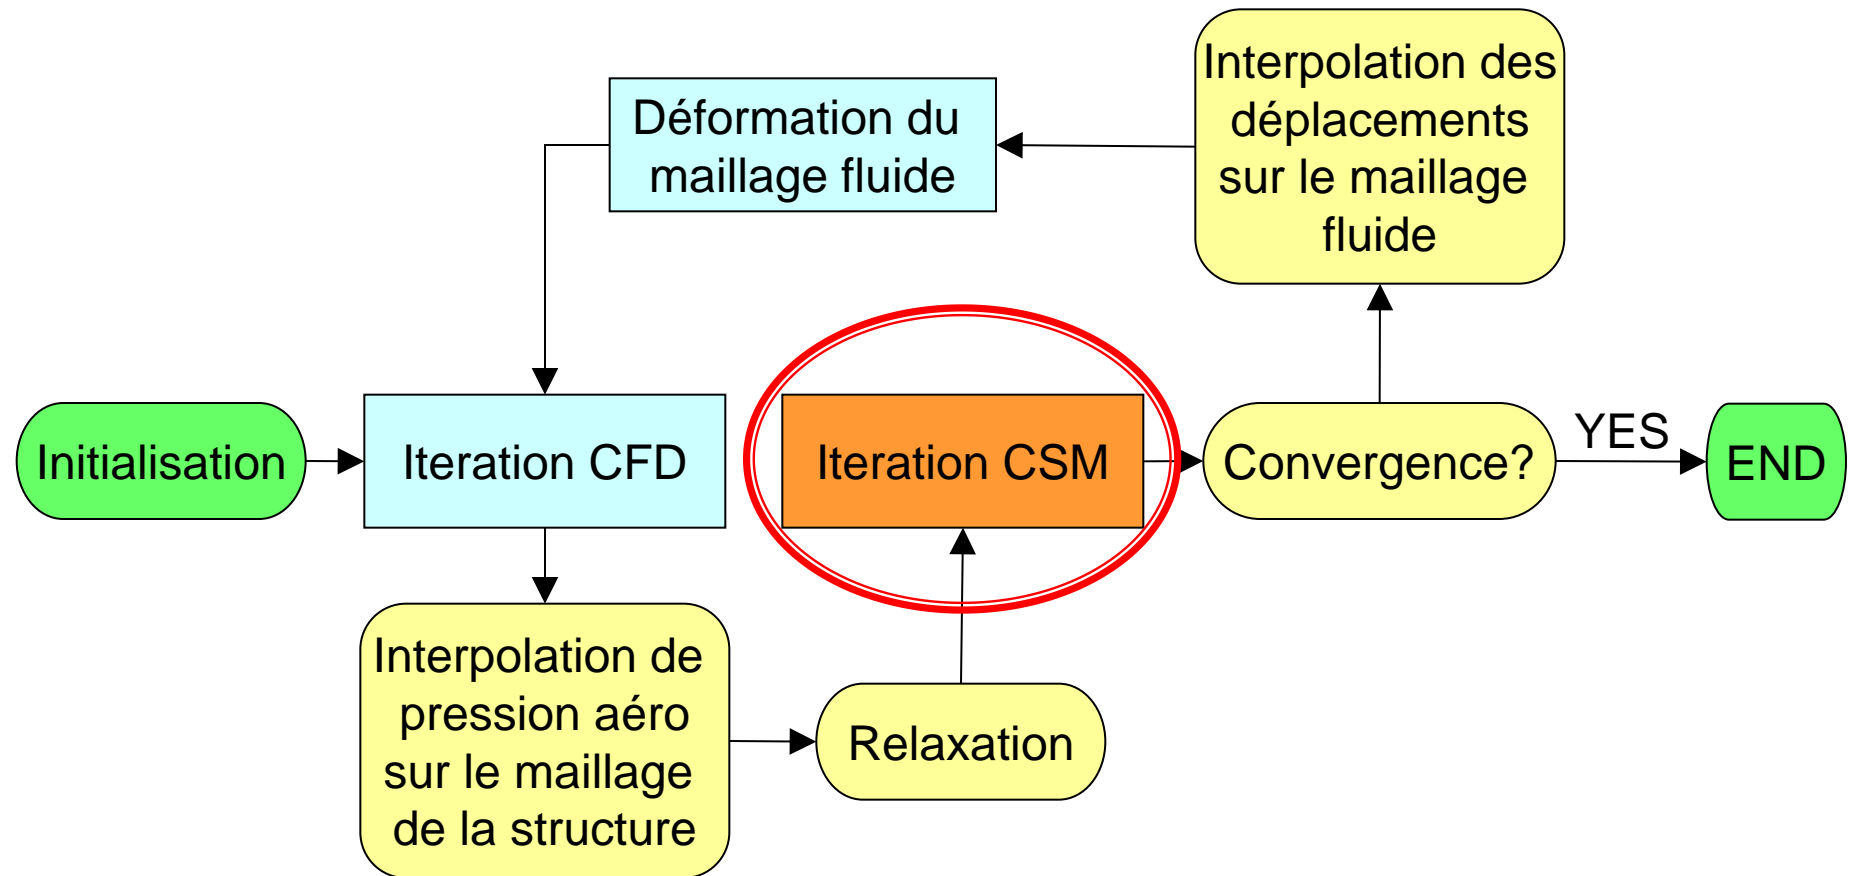 Interpolation des
déplacements
sur le maillage
fluide
Déformation du
maillage fluide
Initialisation
Iteration CFD
Iteration CSM
Convergence?
YES
END
Interpolation de
pression aéro
sur le maillage
de la structure
Relaxation